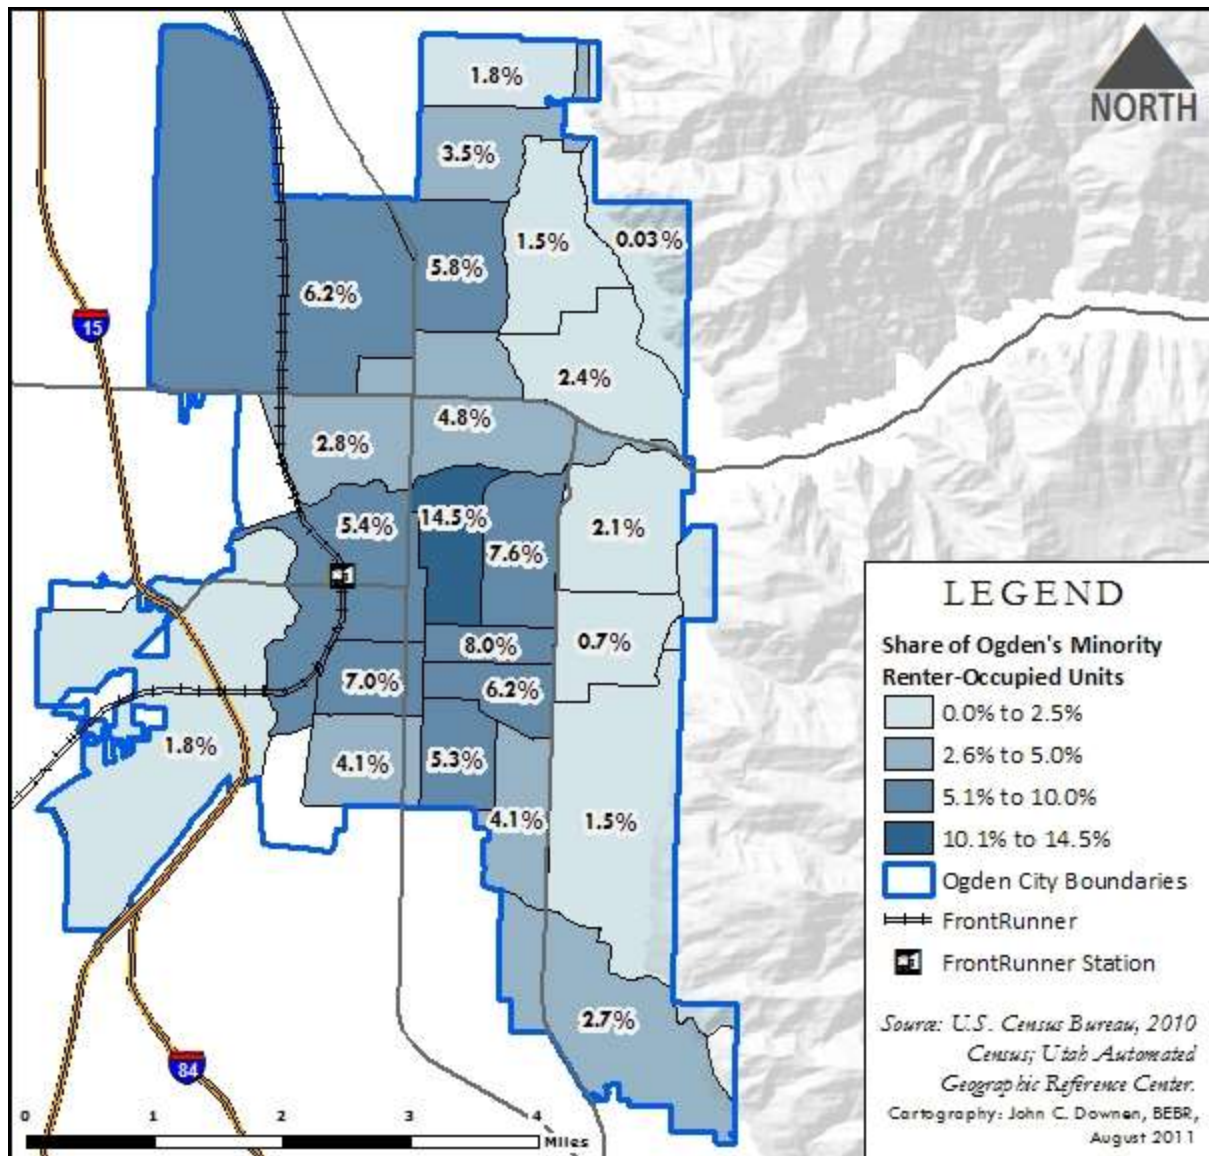 1.8%
NORTH
3.5%
1.5%
0.03%
5.8%
6.2%
15
2.4%
4.8%
2.8%
14.5%
5.4%
2.1%
7.6%
LEGEND
Share of Ogden's Minority
Renter-Occupied Units
0.0% to 2.5%
2.6% to 5.0%
5.1% to 10.0%
10.1% to 14.5%
Ogden City Boundaries
FrontRunner
FrontRunner Station
8.0%
0.7%
7.0%
6.2%
1.8%
4.1%
5.3%
4.1%
1.5%
2.7%
84
Source: U.S. Census Bureau, 2010
Census; Utah Automated
Geographic Reference Center.
Cartography: John C. Downen, BEBR,
August 2011
0 1 2 3 4
Miles